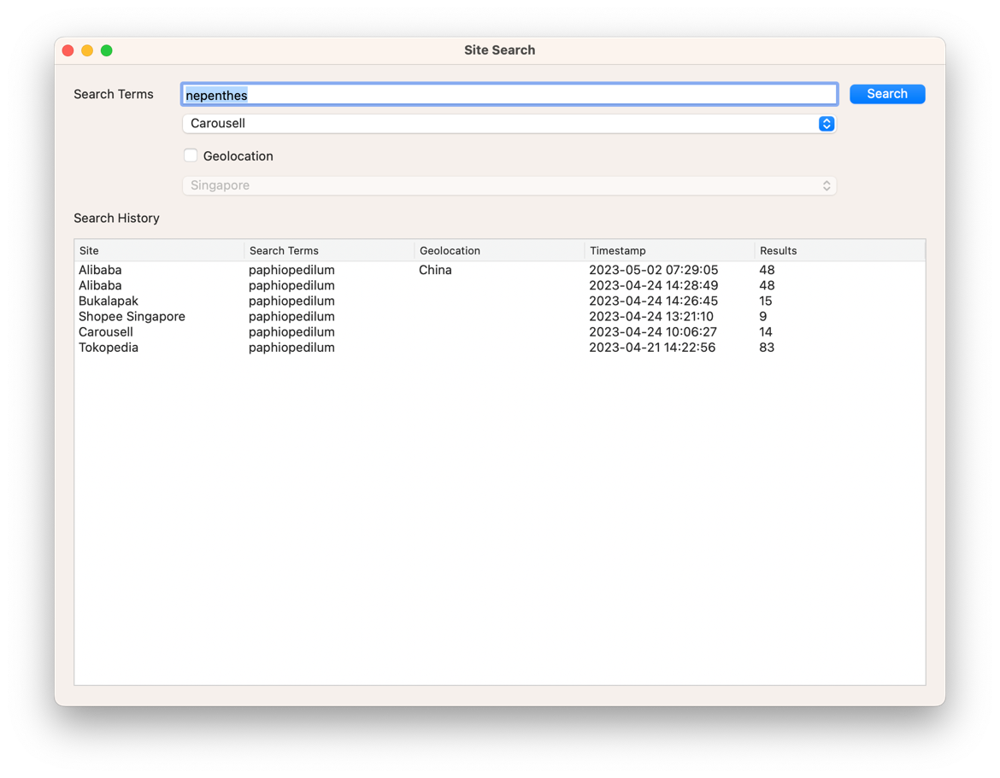 Site Search
Search Terms nepenthes Search
Carousell
Geolocation
Singapore
Search History
Site Search Terms Geolocation Timestamp Results
Alibaba paphiopedilum China 2023-05-02 07:29:05 48
Alibaba paphiopedilum 2023-04-24 14:28:49 48
Bukalapak paphiopedilum 2023-04-24 14:26:45 15
Shopee Singapore paphiopedilum 2023-04-24 13:21:10 9
Carousell paphiopedilum 2023-04-24 10:06:27 14
Tokopedia paphiopedilum 2023-04-21 14:22:56 83